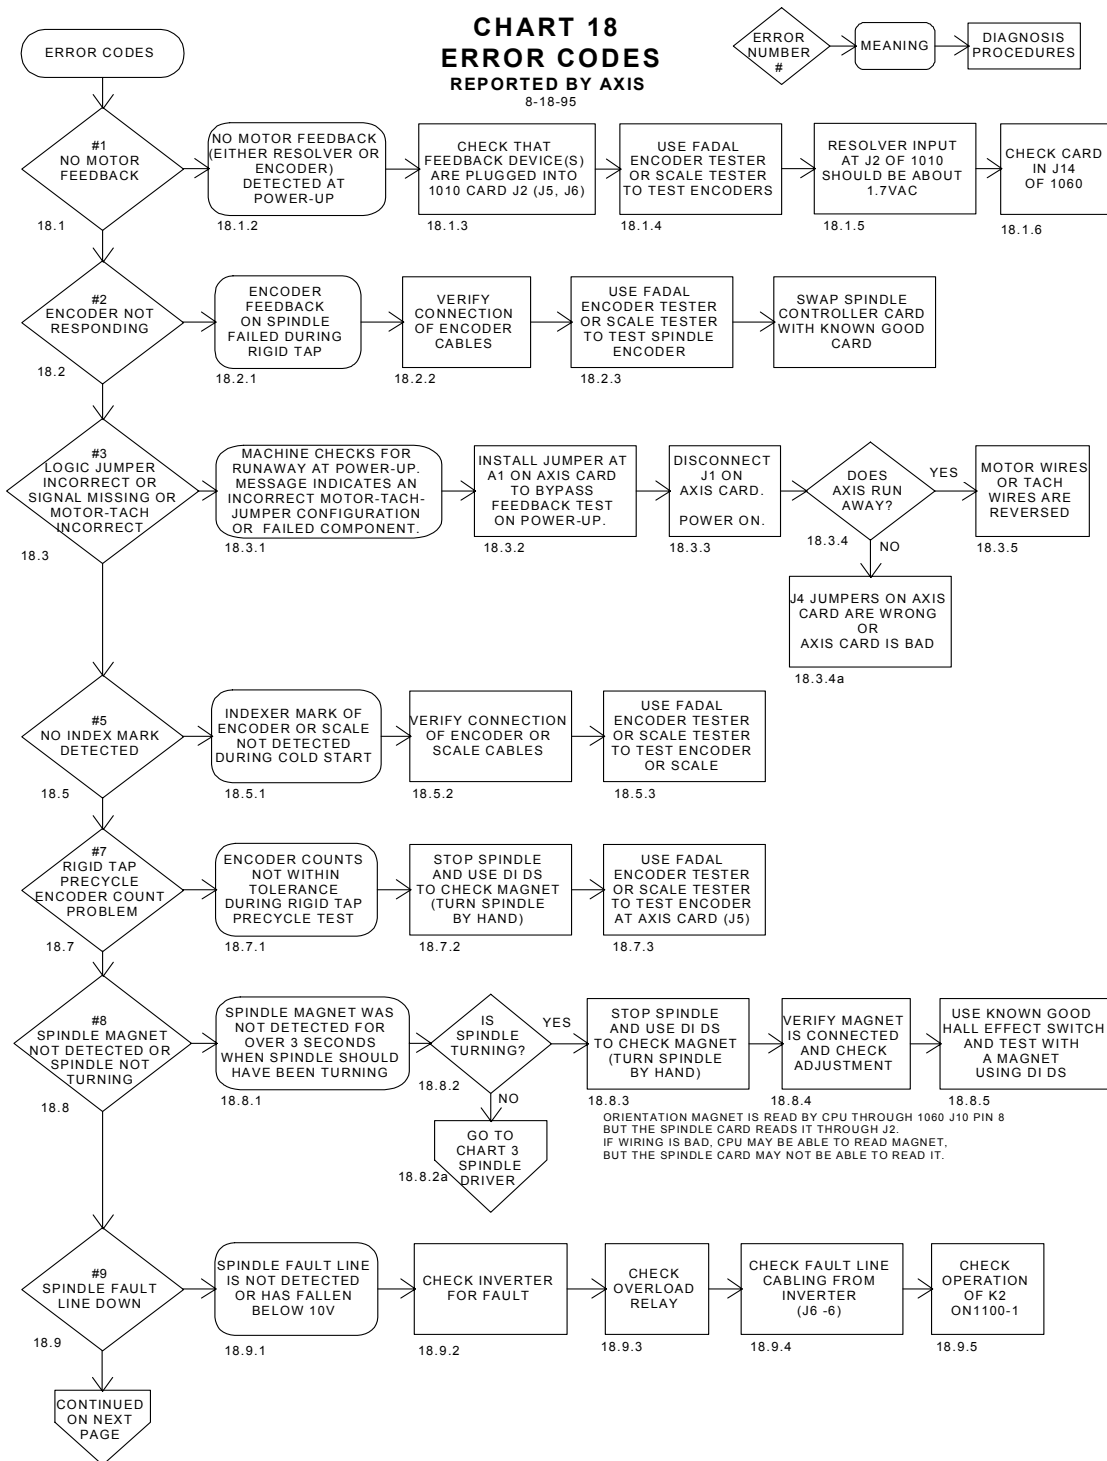 CHART 18
ERROR CODES
REPORTED BY AXIS
8-18-95
ERROR CODES
ERROR
NUMBER
#
MEANING
DIAGNOSIS
PROCEDURES
#1
NO MOTOR
FEEDBACK
18.1
NO MOTOR FEEDBACK
(EITHER RESOLVER OR
ENCODER)
DETECTED AT
POWER-UP
18.1.2
CHECK THAT
FEEDBACK DEVICE(S)
ARE PLUGGED INTO
1010 CARD J2 (J5, J6)
18.1.3
USE FADAL
ENCODER TESTER
OR SCALE TESTER
TO TEST ENCODERS
18.1.4
RESOLVER INPUT
AT J2 OF 1010
SHOULD BE ABOUT
1.7VAC
18.1.5
CHECK CARD
IN J14
OF 1060
18.1.6
#2
ENCODER NOT
RESPONDING
18.2
ENCODER
FEEDBACK
ON SPINDLE
FAILED DURING
RIGID TAP
18.2.1
VERIFY
CONNECTION
OF ENCODER
CABLES
18.2.2
USE FADAL
ENCODER TESTER
OR SCALE TESTER
TO TEST SPINDLE
ENCODER
18.2.3
SWAP SPINDLE
CONTROLLER CARD
WITH KNOWN GOOD
CARD
#3
LOGIC JUMPER
INCORRECT OR
SIGNAL MISSING OR
MOTOR-TACH
INCORRECT
18.3
MACHINE CHECKS FOR
RUNAWAY AT POWER-UP.
MESSAGE INDICATES AN
INCORRECT MOTOR-TACH-
JUMPER CONFIGURATION
OR FAILED COMPONENT.
18.3.1
INSTALL JUMPER AT
A1 ON AXIS CARD
TO BYPASS
FEEDBACK TEST
ON POWER-UP.
18.3.2
DISCONNECT
J1 ON
AXIS CARD.
POWER ON.
18.3.3
DOES
AXIS RUN
AWAY?
18.3.4
YES
NO
MOTOR WIRES
OR TACH
WIRES ARE
REVERSED
18.3.5
J4 JUMPERS ON AXIS
CARD ARE WRONG
OR
AXIS CARD IS BAD
18.3.4a
#5
NO INDEX MARK
DETECTED
18.5
INDEXER MARK OF
ENCODER OR SCALE
NOT DETECTED
DURING COLD START
18.5.1
VERIFY CONNECTION
OF ENCODER OR
SCALE CABLES
18.5.2
USE FADAL
ENCODER TESTER
OR SCALE TESTER
TO TEST ENCODER
OR SCALE
18.5.3
#7
RIGID TAP
PRECYCLE
ENCODER COUNT
PROBLEM
18.7
ENCODER COUNTS
NOT WITHIN
TOLERANCE
DURING RIGID TAP
PRECYCLE TEST
18.7.1
STOP SPINDLE
AND USE DI DS
TO CHECK MAGNET
(TURN SPINDLE
BY HAND)
18.7.2
USE FADAL
ENCODER TESTER
OR SCALE TESTER
TO TEST ENCODER
AT AXIS CARD (J5)
18.7.3
#8
SPINDLE MAGNET
NOT DETECTED OR
SPINDLE NOT
TURNING
18.8
SPINDLE MAGNET WAS
NOT DETECTED FOR
OVER 3 SECONDS
WHEN SPINDLE SHOULD
HAVE BEEN TURNING
18.8.1
IS
SPINDLE
TURNING?
18.8.2
YES
NO
GO TO
CHART 3
SPINDLE
DRIVER
18.8.2a
STOP SPINDLE
AND USE DI DS
TO CHECK MAGNET
(TURN SPINDLE
BY HAND)
18.8.3
VERIFY MAGNET
IS CONNECTED
AND CHECK
ADJUSTMENT
18.8.4
USE KNOWN GOOD
HALL EFFECT SWITCH
AND TEST WITH
A MAGNET
USING DI DS
18.8.5
ORIENTATION MAGNET IS READ BY CPU THROUGH 1060 J10 PIN 8
BUT THE SPINDLE CARD READS IT THROUGH J2.
IF WIRING IS BAD, CPU MAY BE ABLE TO READ MAGNET,
BUT THE SPINDLE CARD MAY NOT BE ABLE TO READ IT.
#9
SPINDLE FAULT
LINE DOWN
18.9
SPINDLE FAULT LINE
IS NOT DETECTED
OR HAS FALLEN
BELOW 10V
18.9.1
CHECK INVERTER
FOR FAULT
18.9.2
CHECK
OVERLOAD
RELAY
18.9.3
CHECK FAULT LINE
CABLING FROM
INVERTER
(J6 -6)
18.9.4
CHECK
OPERATION
OF K2
ON1100-1
18.9.5
CONTINUED
ON NEXT
PAGE